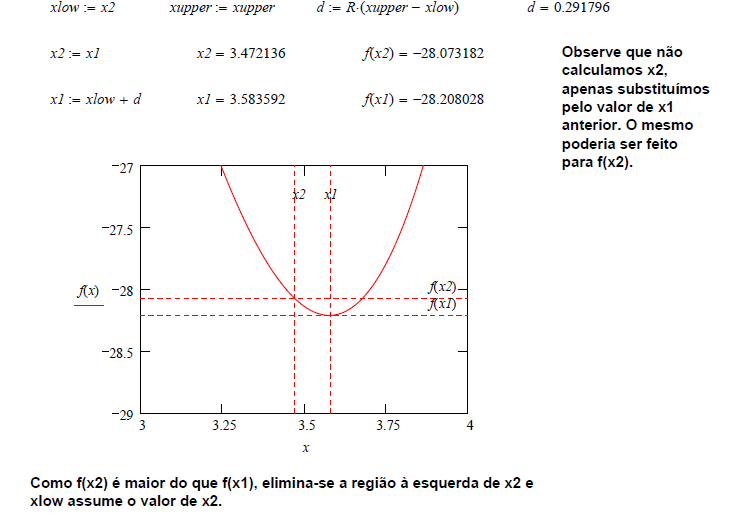 xlow := x2 xupper := xupper d := R·(xupper − xlow) d = 0.291796
x2 := x1 x2 = 3.472136 f(x2) = −28.073182
x1 := xlow + d x1 = 3.583592 f(x1) = −28.208028
Observe que não
calculamos x2,
apenas substituímos
pelo valor de x1
anterior. O mesmo
poderia ser feito
para f(x2).
−27
x2 x1
−27.5
f(x) −28 f(x2)
f(x1)
−28.5
−29
3 3.25 3.5 3.75 4
x
Como f(x2) é maior do que f(x1), elimina-se a região à esquerda de x2 e
xlow assume o valor de x2.